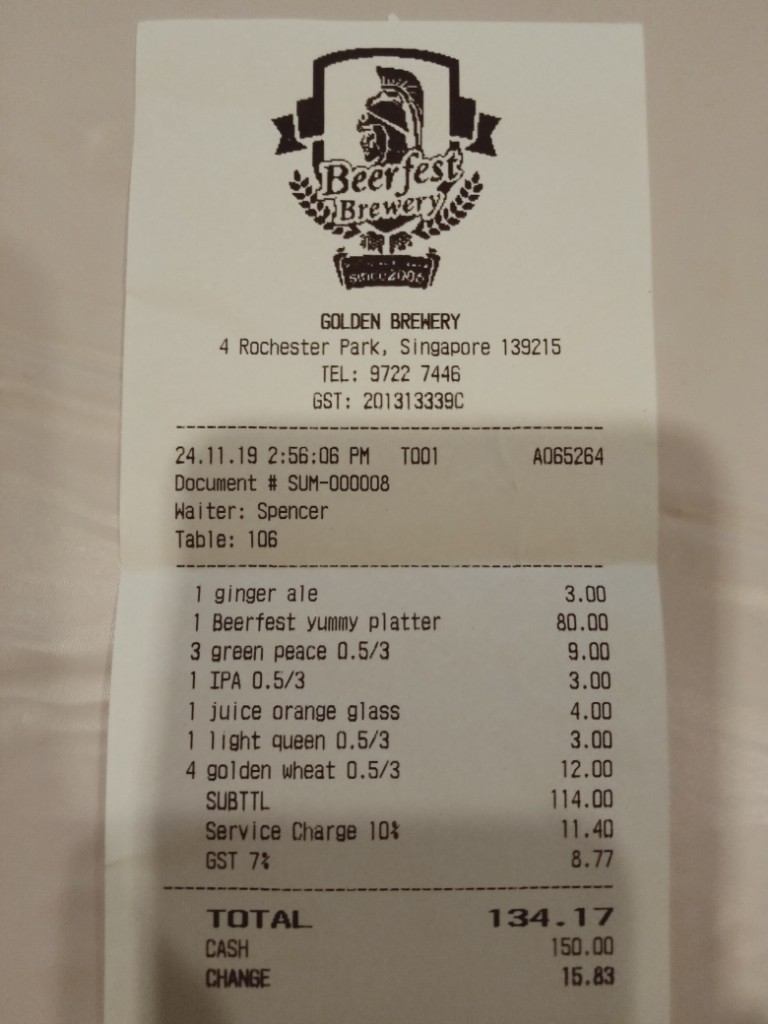 Beerfest
Brewery
since2006
GOLDEN BREWERY
4 Rochester Park, Singapore 139215
TEL: 9722 7446
GST: 201313339C
24.11.19 2:56:06 PM T001 A065264
Document # SUM-000008
Waiter: Spencer
Table: 106
1 ginger ale 3.00
1 Beerfest yummy platter 80.00
3 green peace 0.5/3 9.00
1 IPA 0.5/3 3.00
1 juice orange glass 4.00
1 light queen 0.5/3 3.00
4 golden wheat 0.5/3 12.00
SUBTTL 114.00
Service Charge 10% 11.40
GST 7% 8.77
TOTAL 134.17
CASH 150.00
CHANGE 15.83